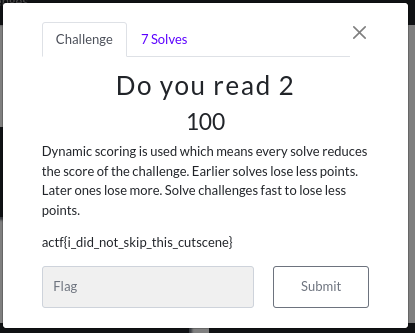 Challenge
7 Solves
Do you read 2
100
Dynamic scoring is used which means every solve reduces
the score of the challenge. Earlier solves lose less points.
Later ones lose more. Solve challenges fast to lose less
points.
actf{i_did_not_skip_this_cutscene}
Flag
Submit